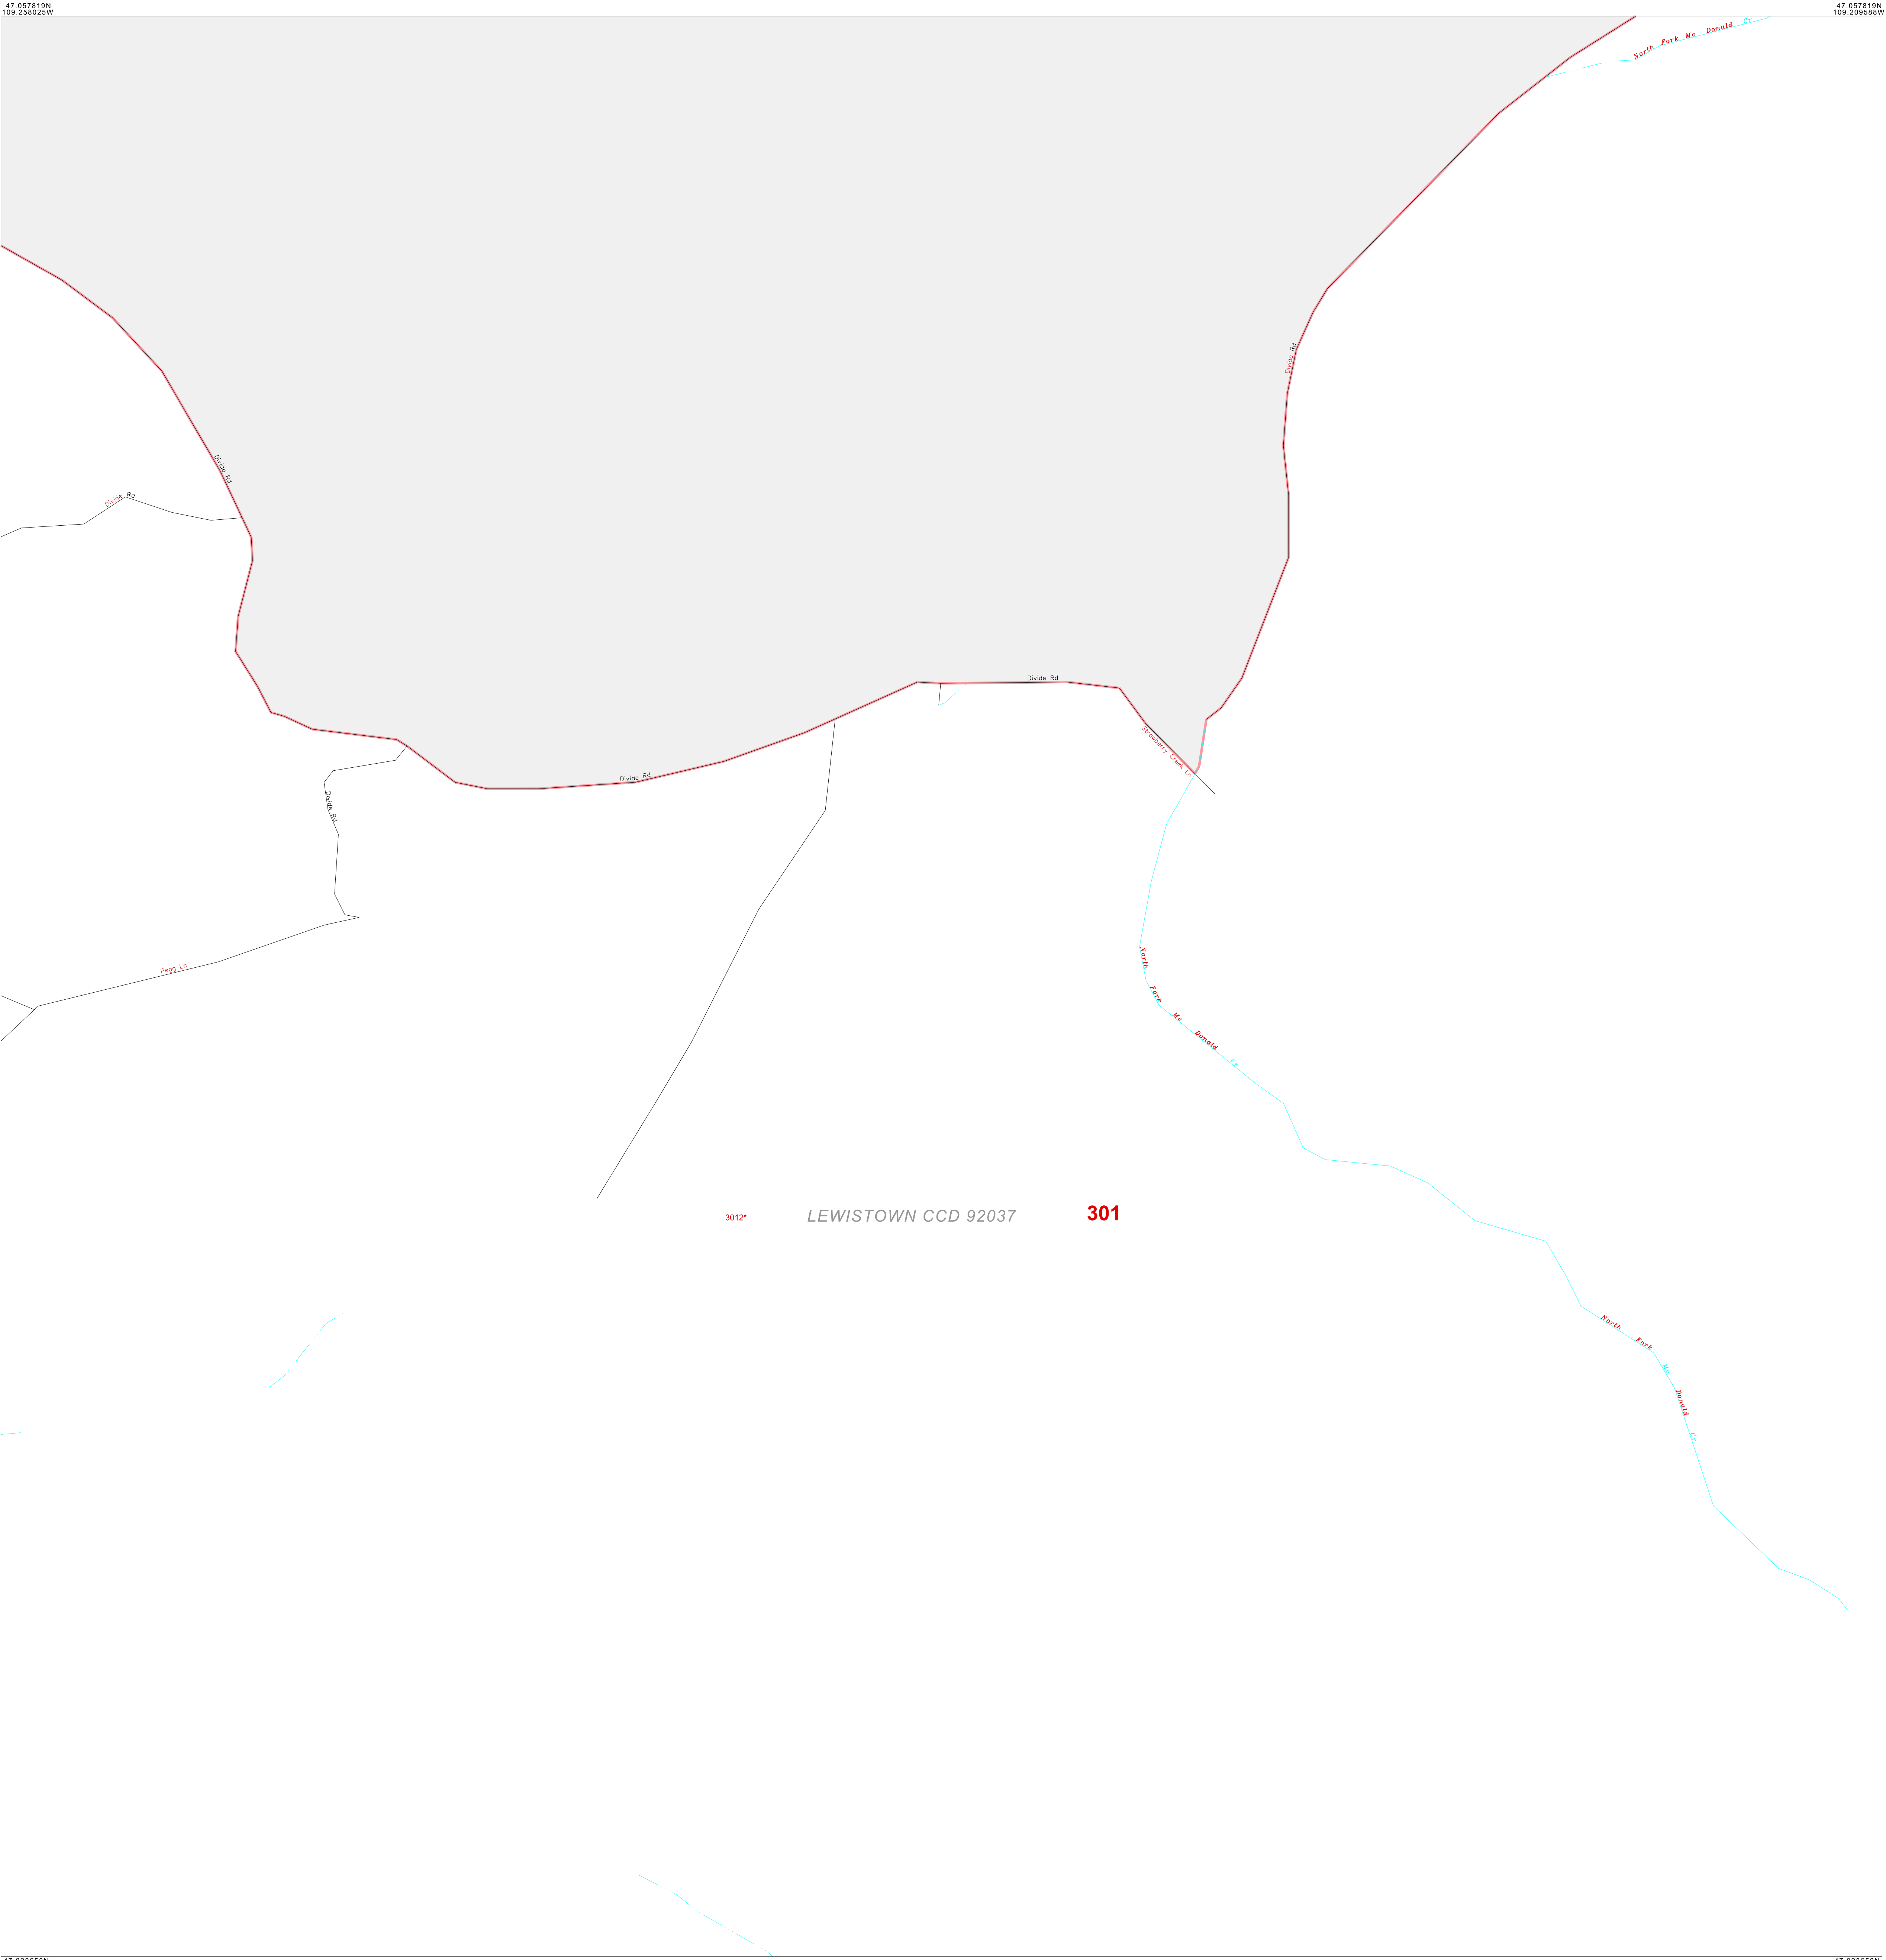 47.057819N
109.258025W
47.057819N
109.209588W
North Fork Mc Donald Cr
Divide Rd
Divide Rd
Divide Rd
Divide Rd
Strawberry Creek Ln
Divide Rd
Divide Rd
Pegg Ln
North Fork Mc Donald Cr
3012*
LEWISTOWN CCD 92037
301
North Fork Mc Donald Cr